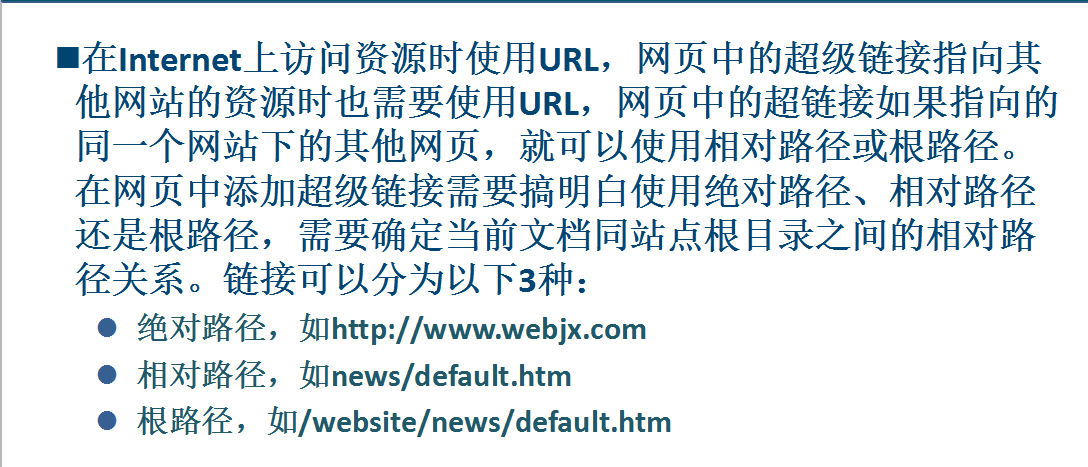 ■在Internet上访问资源时使用URL，网页中的超级链接指向其
他网站的资源时也需要使用URL，网页中的超链接如果指向的
同一个网站下的其他网页，就可以使用相对路径或根路径。
在网页中添加超级链接需要搞明白使用绝对路径、相对路径
还是根路径，需要确定当前文档同站点根目录之间的相对路
径关系。链接可以分为以下3种：
● 绝对路径，如http://www.webjx.com
● 相对路径，如news/default.htm
● 根路径，如/website/news/default.htm